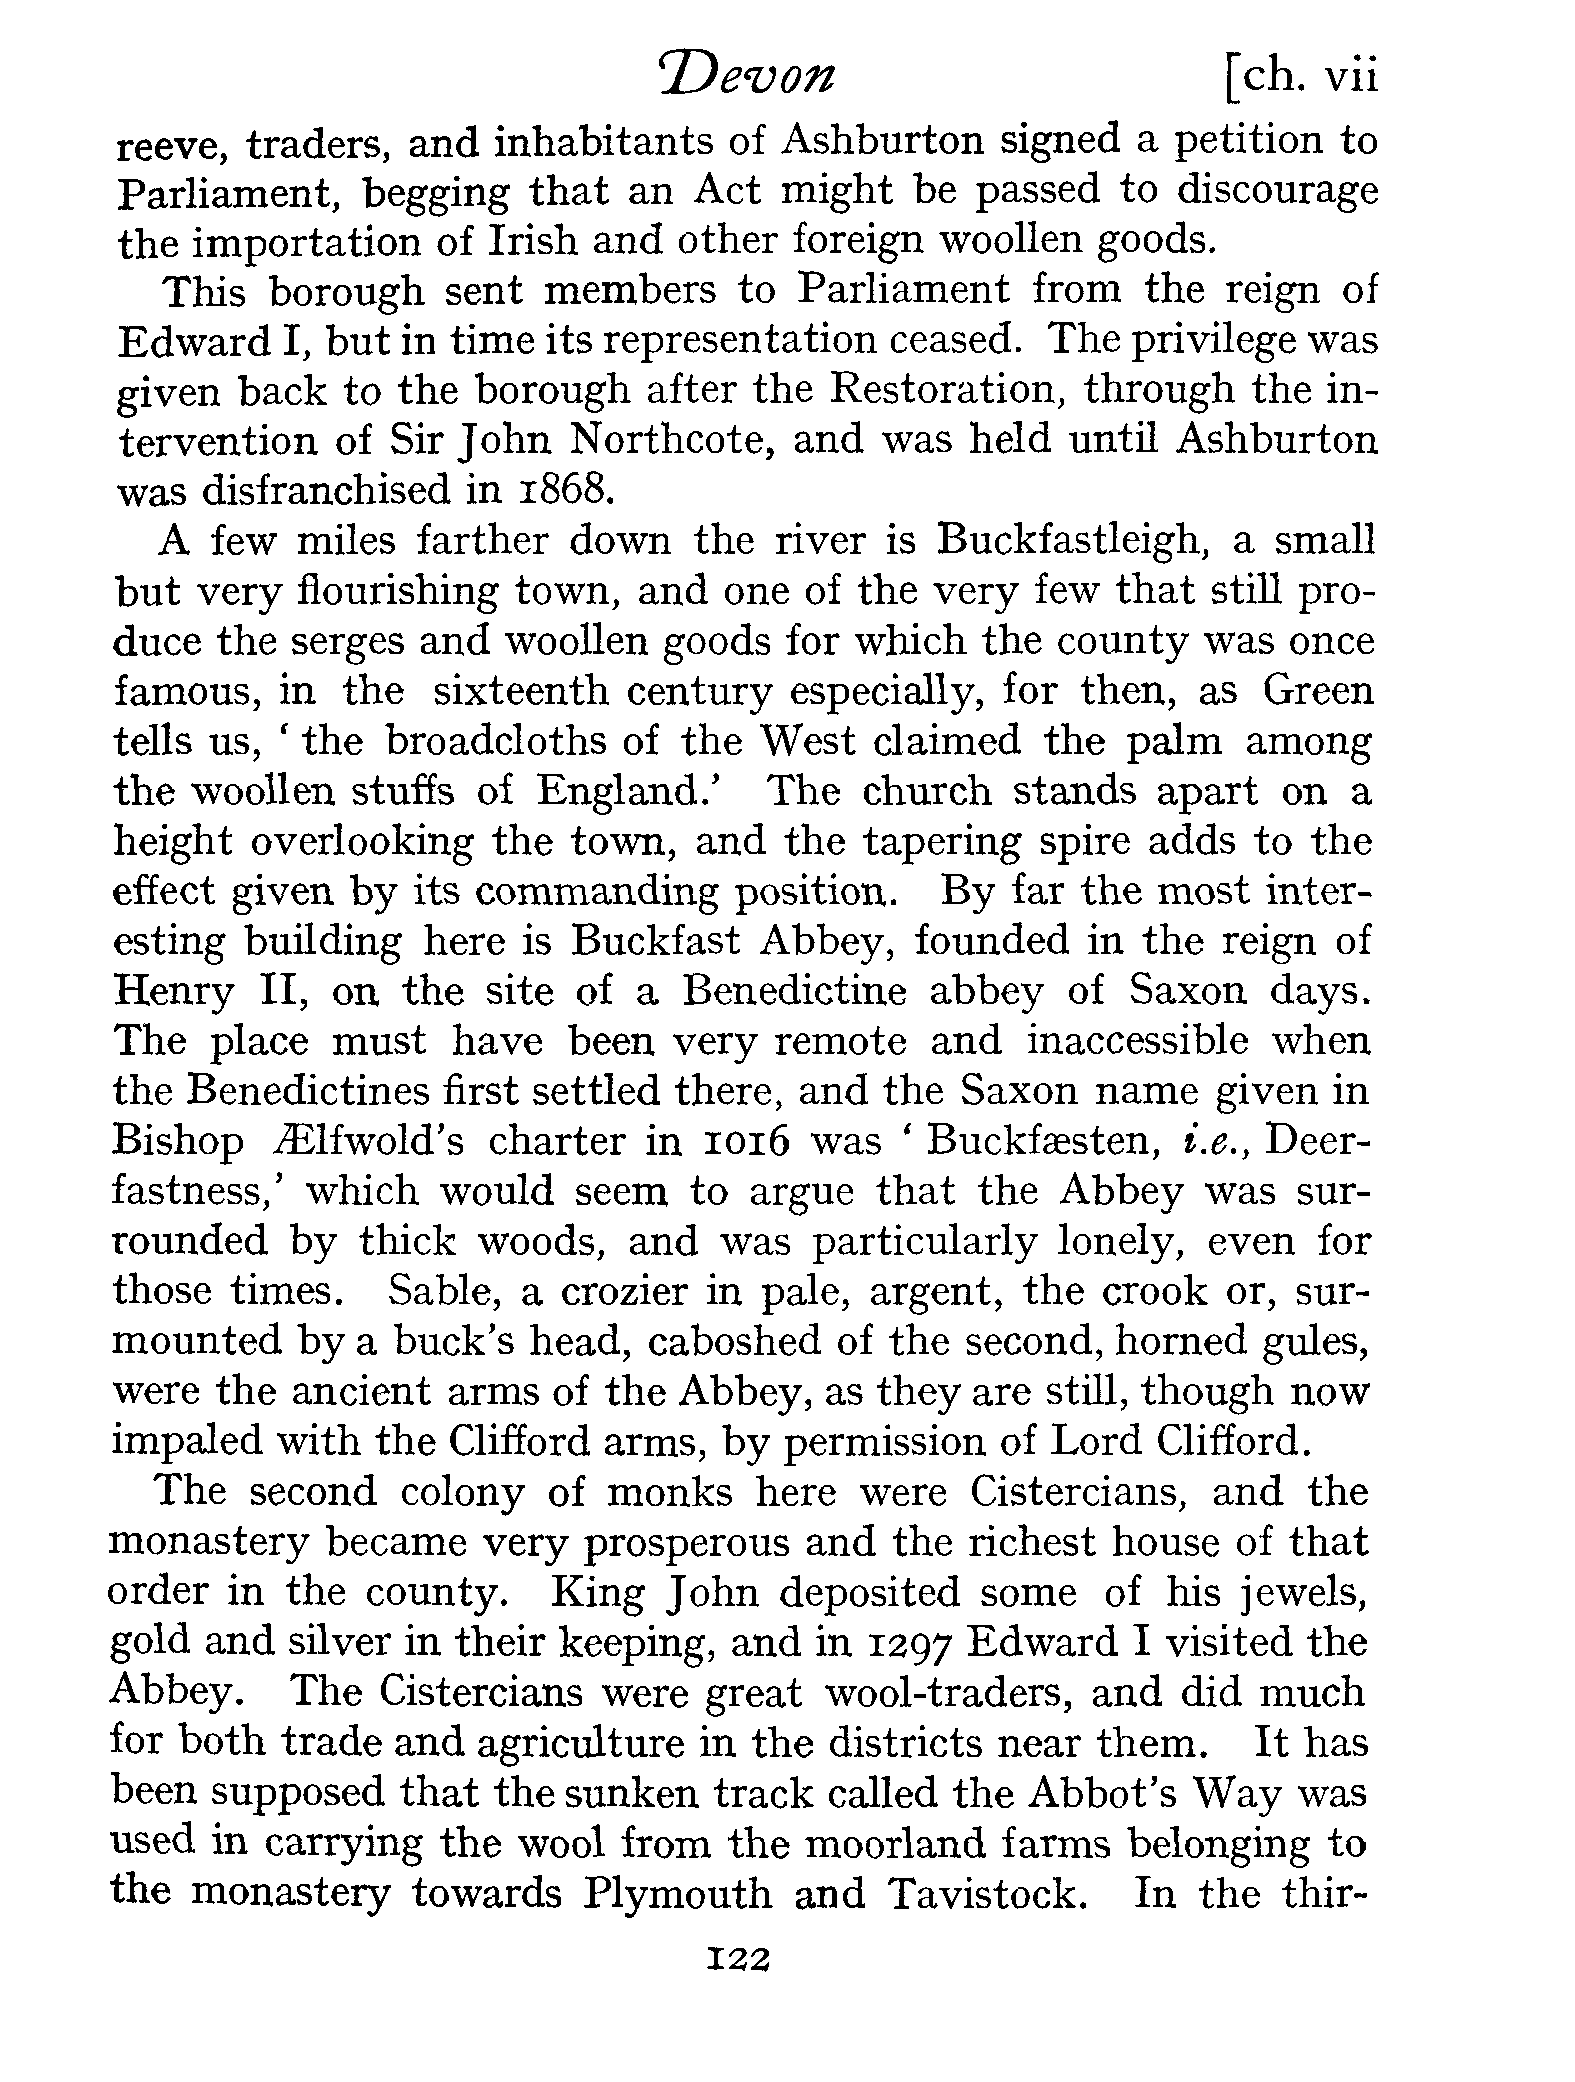 Devon [ch. vii
reeve, traders, and inhabitants of Ashburton signed a petition to
Parliament, begging that an Act might be passed to discourage
the importation of Irish and other foreign woollen goods.
This borough sent members to Parliament from the reign of
Edward I, but in time its representation ceased. The privilege was
given back to the borough after the Restoration, through the in-
tervention of Sir John Northcote, and was held until Ashburton
was disfranchised in 1868.
A few miles farther down the river is Buckfastleigh, a small
but very flourishing town, and one of the very few that still pro-
duce the serges and woollen goods for which the county was once
famous, in the sixteenth century especially, for then, as Green
tells us, ‘ the broadcloths of the West claimed the palm among
the woollen stuffs of England.’ The church stands apart on a
height overlooking the town, and the tapering spire adds to the
effect given by its commanding position. By far the most inter-
esting building here is Buckfast Abbey, founded in the reign of
Henry II, on the site of a Benedictine abbey of Saxon days.
The place must have been very remote and inaccessible when
the Benedictines first settled there, and the Saxon name given in
Bishop Ælfwold’s charter in 1016 was ‘ Buckfæsten, i.e., Deer-
fastness,’ which would seem to argue that the Abbey was sur-
rounded by thick woods, and was particularly lonely, even for
those times. Sable, a crozier in pale, argent, the crook or, sur-
mounted by a buck’s head, caboshed of the second, horned gules,
were the ancient arms of the Abbey, as they are still, though now
impaled with the Clifford arms, by permission of Lord Clifford.
The second colony of monks here were Cistercians, and the
monastery became very prosperous and the richest house of that
order in the county. King John deposited some of his jewels,
gold and silver in their keeping, and in 1297 Edward I visited the
Abbey. The Cistercians were great wool-traders, and did much
for both trade and agriculture in the districts near them. It has
been supposed that the sunken track called the Abbot’s Way was
used in carrying the wool from the moorland farms belonging to
the monastery towards Plymouth and Tavistock. In the thir-
122